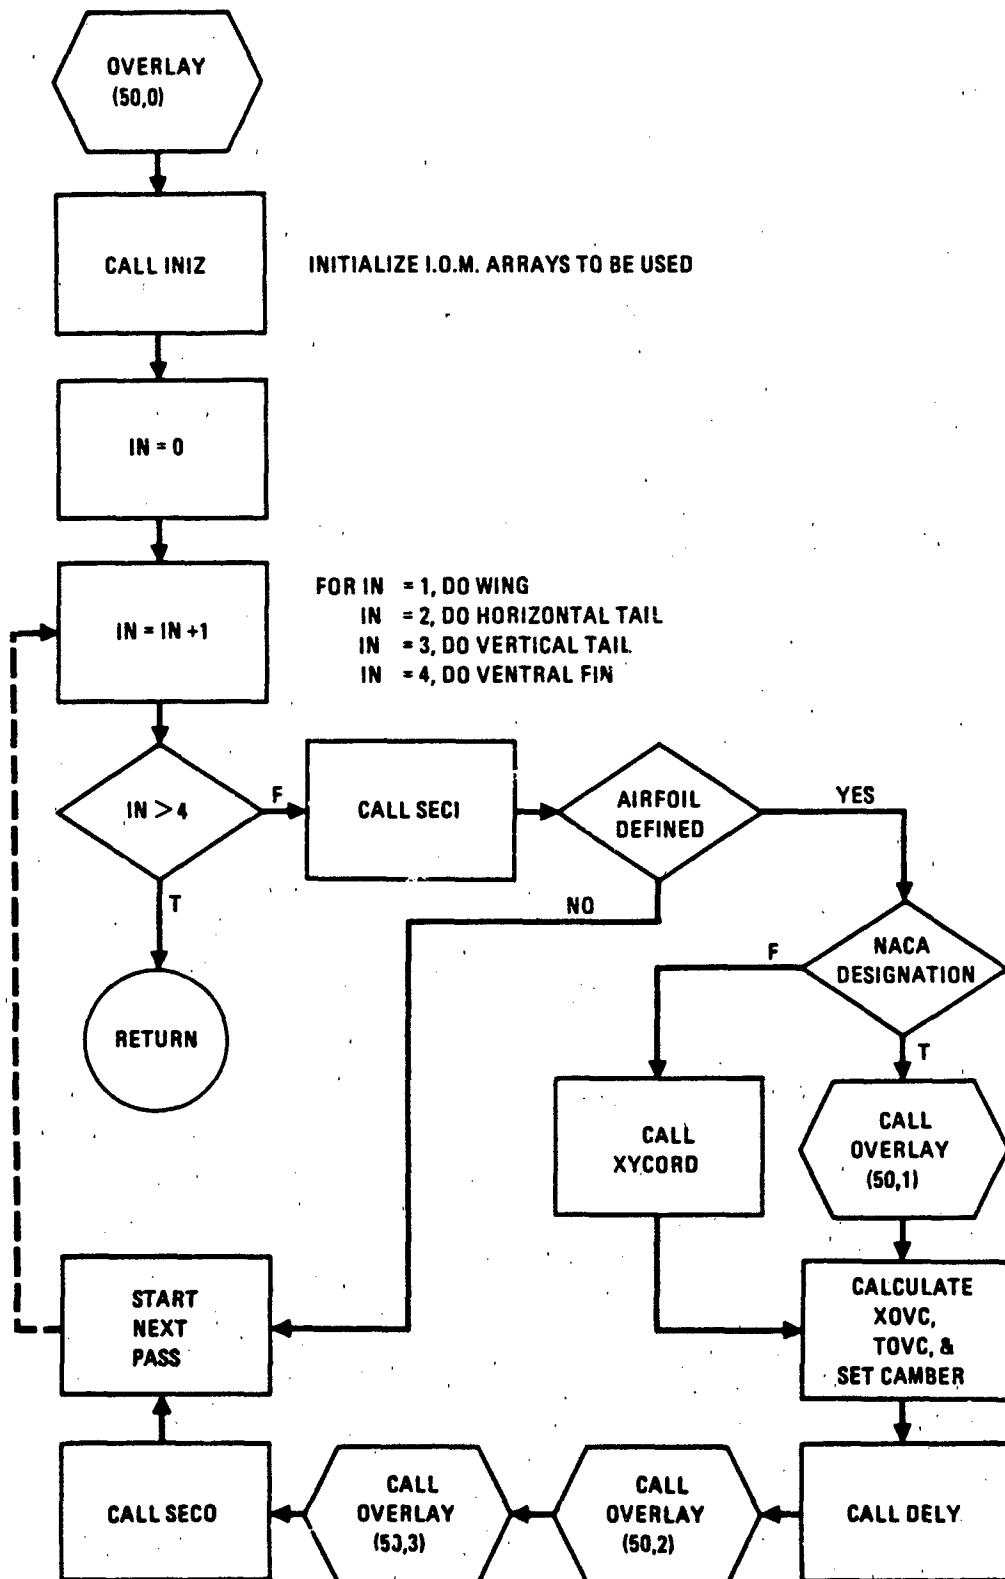 OVERLAY
(50,0)
CALL INIZ
INITIALIZE I.O.M. ARRAYS TO BE USED
IN = 0
IN = IN +1
FOR IN = 1, DO WING
IN = 2, DO HORIZONTAL TAIL
IN = 3, DO VERTICAL TAIL
IN = 4, DO VENTRAL FIN
IN > 4
F
CALL SECI
AIRFOIL
DEFINED
YES
T
NO
NACA
DESIGNATION
F
T
RETURN
CALL
XYCORD
CALL
OVERLAY
(50,1)
START
NEXT
PASS
CALCULATE
XOVC,
TOVC, &
SET CAMBER
CALL SECO
CALL
OVERLAY
(50,3)
CALL
OVERLAY
(50,2)
CALL DELY